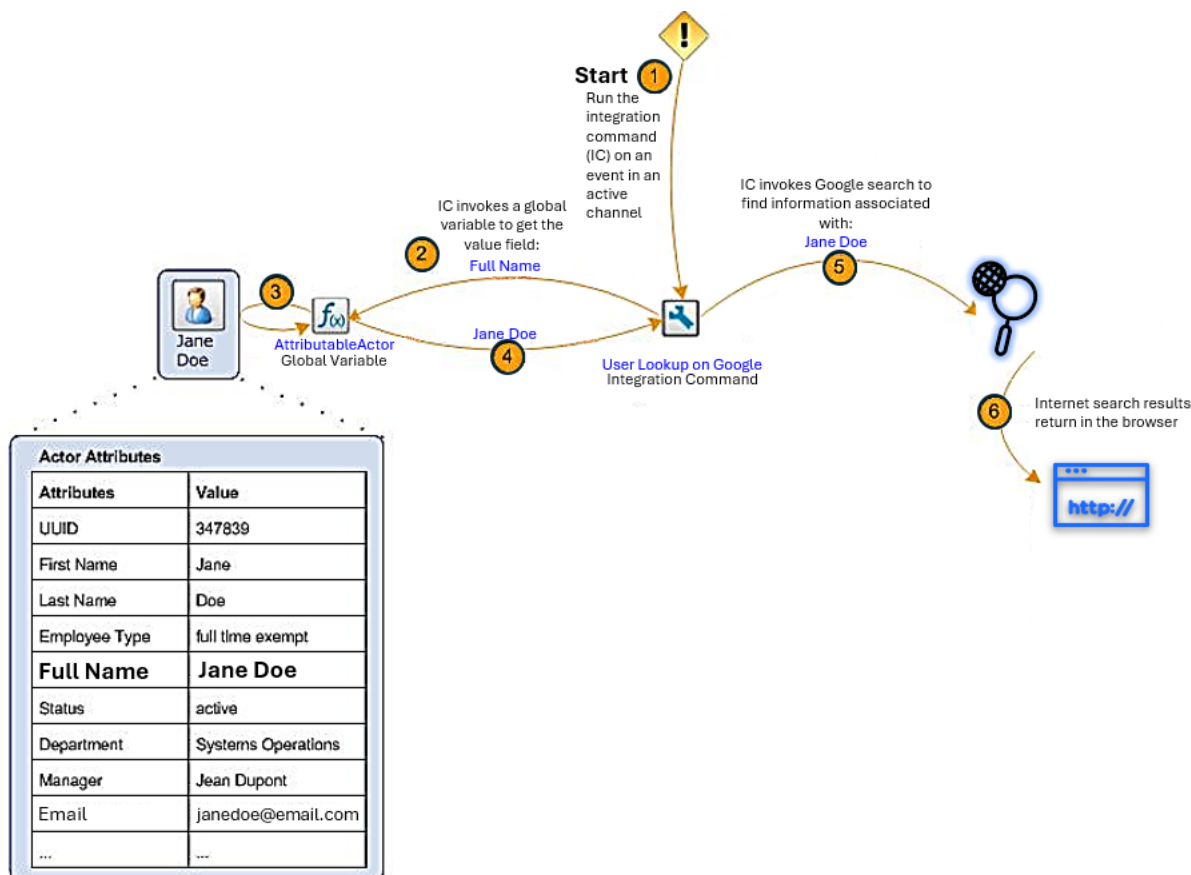 !
Start 1
Run the
integration
command
(IC) on an
event in an
active
channel
IC invokes a global
variable to get the
value field:
Full Name
2
IC invokes Google search to
find information associated
with:
Jane Doe
5
3
Jane
Doe
f(x)
AttributableActor
Global Variable
Jane Doe
4
User Lookup on Google
Integration Command
6
Internet search results
return in the browser
http://
Actor Attributes
Attributes Value
UUID 347839
First Name Jane
Last Name Doe
Employee Type full time exempt
Full Name Jane Doe
Status active
Department Systems Operations
Manager Jean Dupont
Email janedoe@email.com
... ...